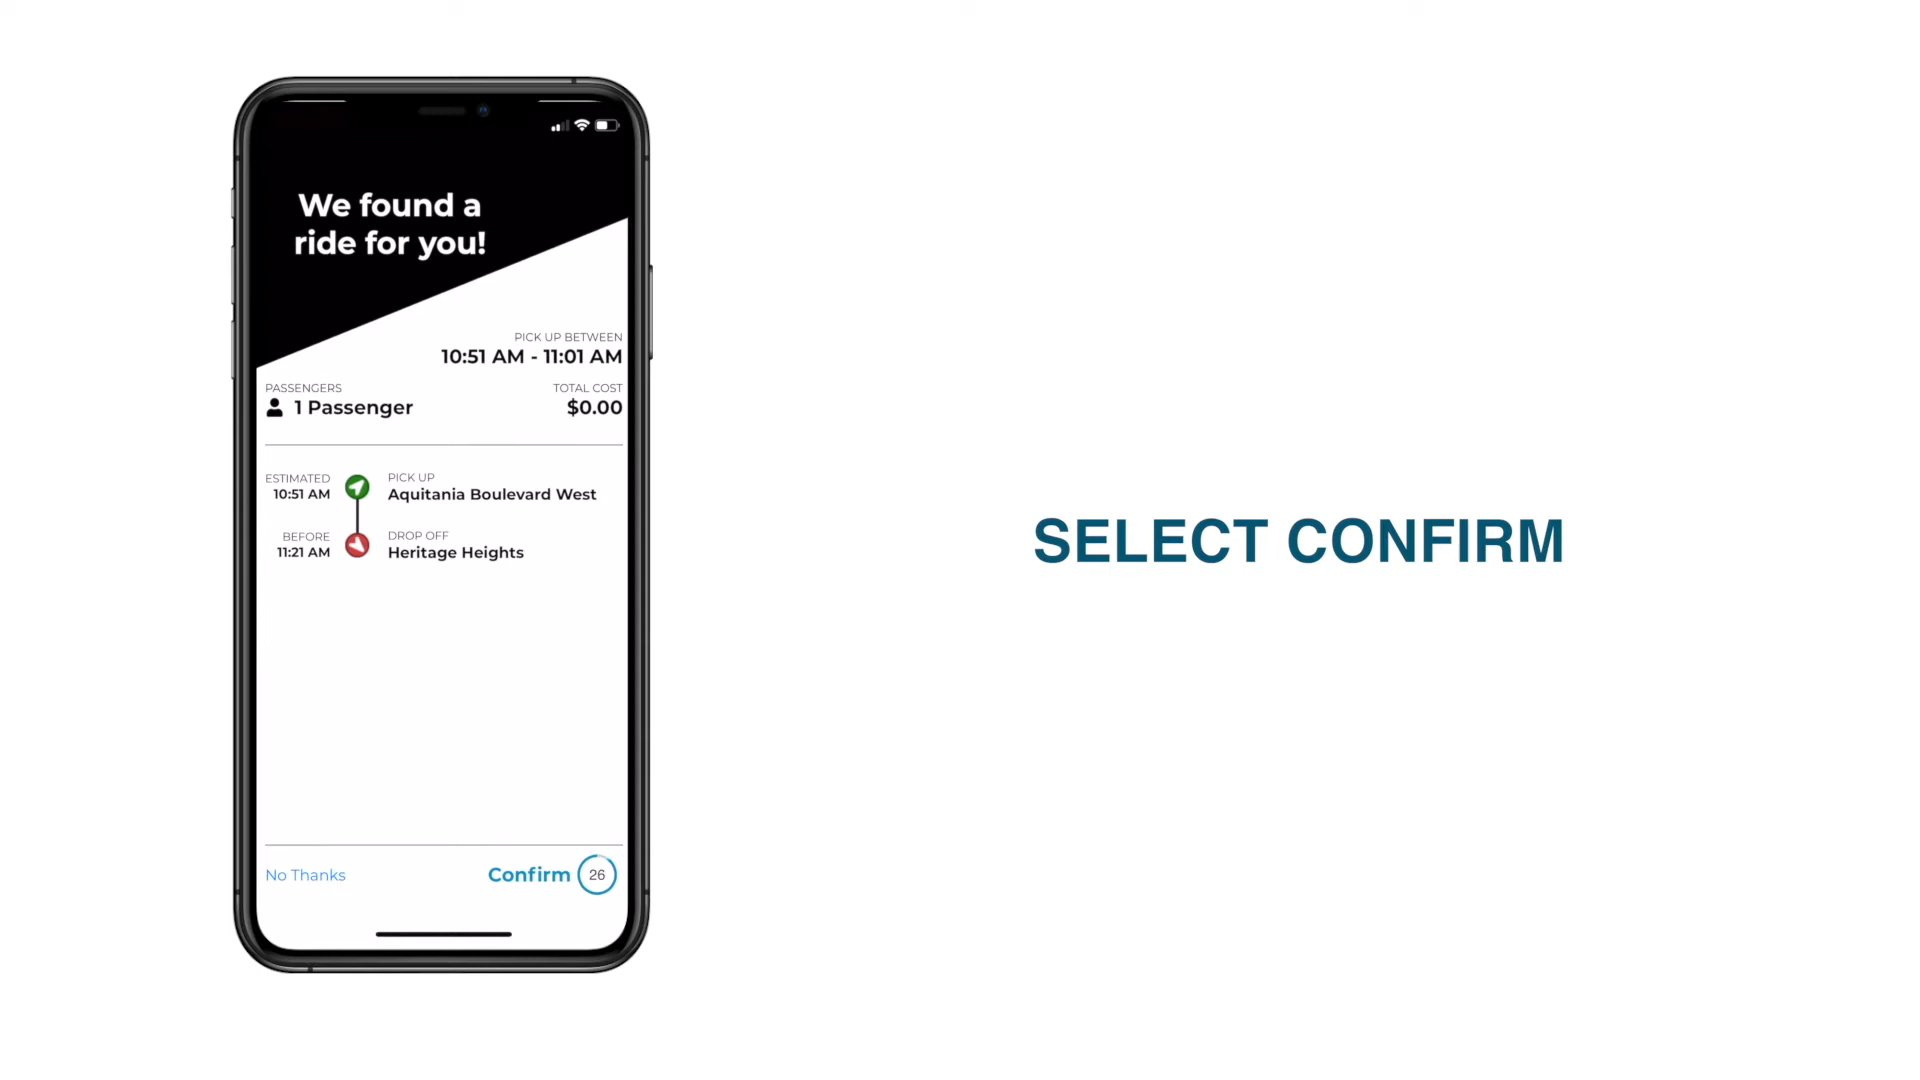 We found a
ride for you!
PICK UP BETWEEN
10:51 AM - 11:01 AM
PASSENGERS
1 Passenger
TOTAL COST
$0.00
ESTIMATED
10:51 AM
PICK UP
Aquitania Boulevard West
BEFORE
11:21 AM
DROP OFF
Heritage Heights
No Thanks
Confirm 26
SELECT CONFIRM